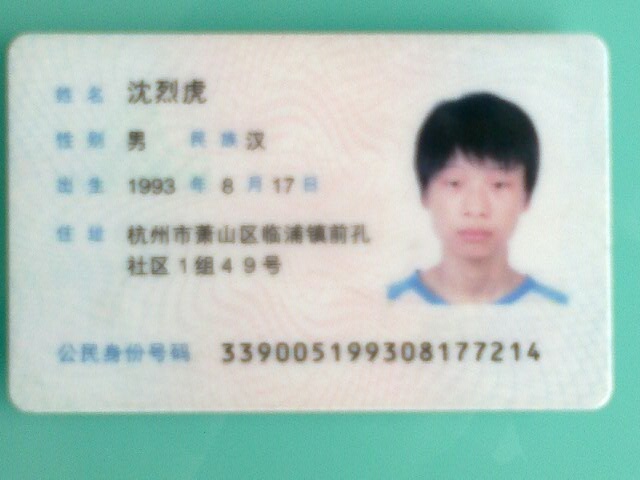 姓名 沈烈虎
性别 男 民族 汉
出生 1993 年 8 月 17 日
住址 杭州市萧山区临浦镇前孔
社区1组49号
公民身份号码 339005199308177214